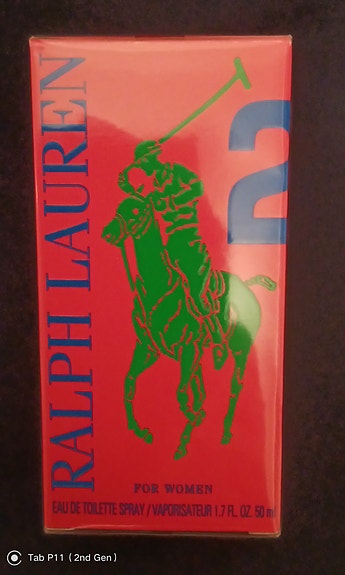 RALPH LAUREN
2
FOR WOMEN
EAU DE TOILETTE SPRAY / VAPORISATEUR 1.7 FL. OZ. 50 ml
Tab P11 ( 2nd Gen )